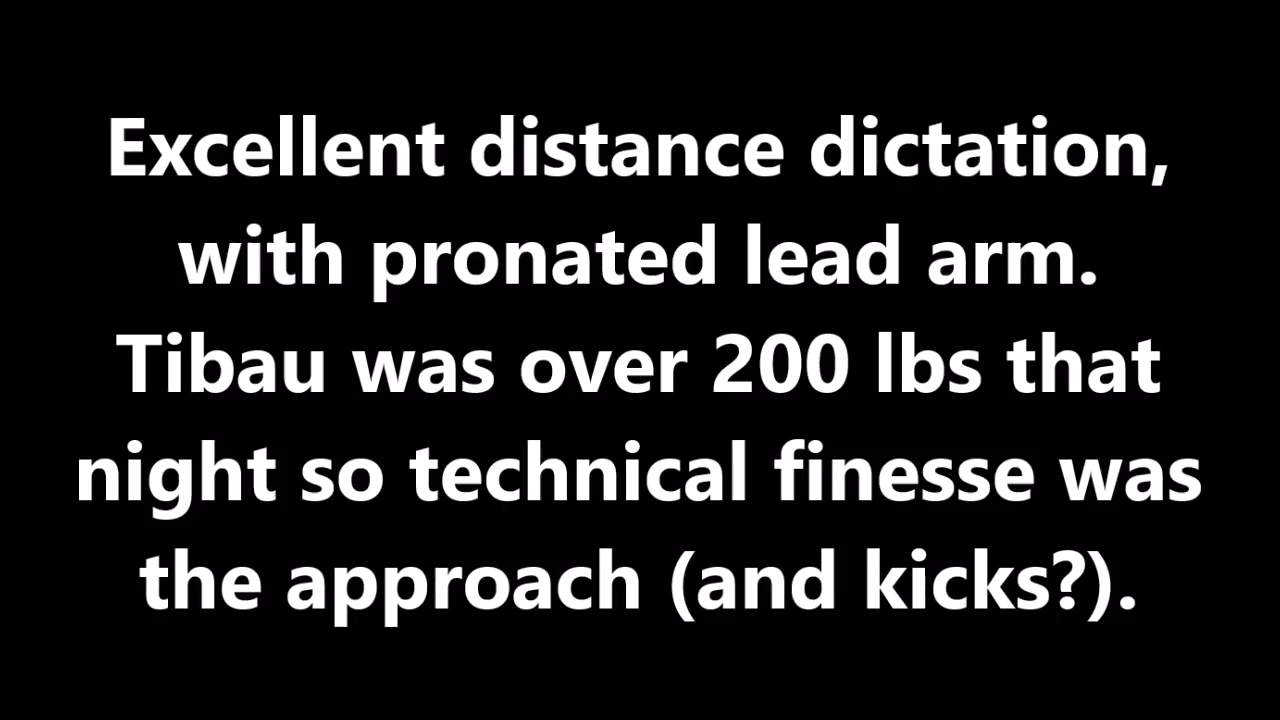 Excellent distance dictation,
with pronated lead arm.
Tibau was over 200 lbs that
night so technical finesse was
the approach (and kicks?).